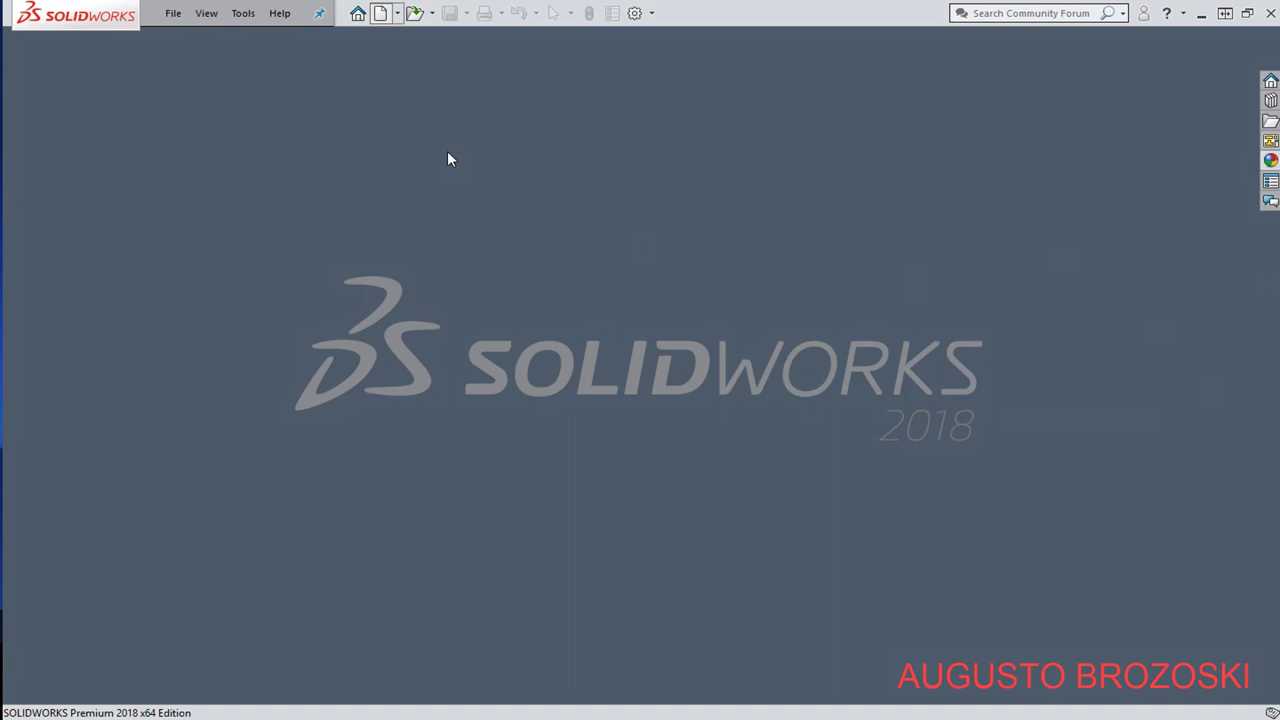 SOLIDWORKS File View Tools Help Search Community Forum ?
SOLIDWORKS
2018
AUGUSTO BROZOSKI
SOLIDWORKS Premium 2018 x64 Edition